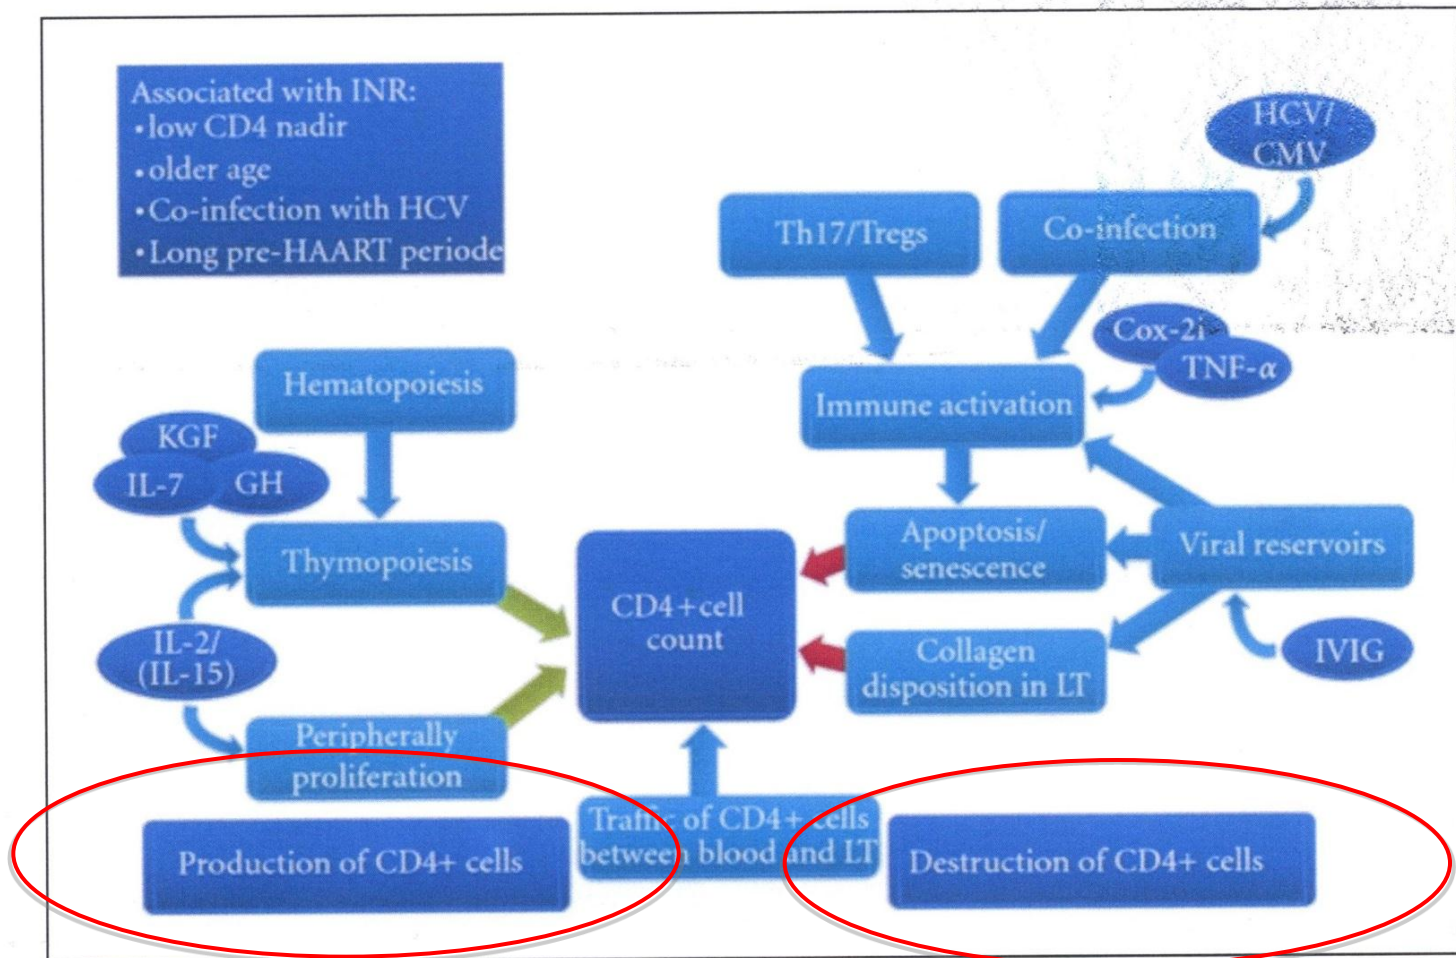 Associated with INR:
•low CD4 nadir
•older age
•Co-infection with HCV
•Long pre-HAART periode
HCV/
CMV
Th17/Tregs
Co-infection
Cox-2i
TNF-α
Hematopoiesis
Immune activation
KGF
IL-7
GH
Thymopoiesis
CD4+cell
count
Apoptosis/
senescence
Viral reservoirs
IL-2/
(IL-15)
Collagen
disposition in LT
IVIG
Peripherally
proliferation
Traffic of CD4+ cells
between blood and LT
Production of CD4+ cells
Destruction of CD4+ cells